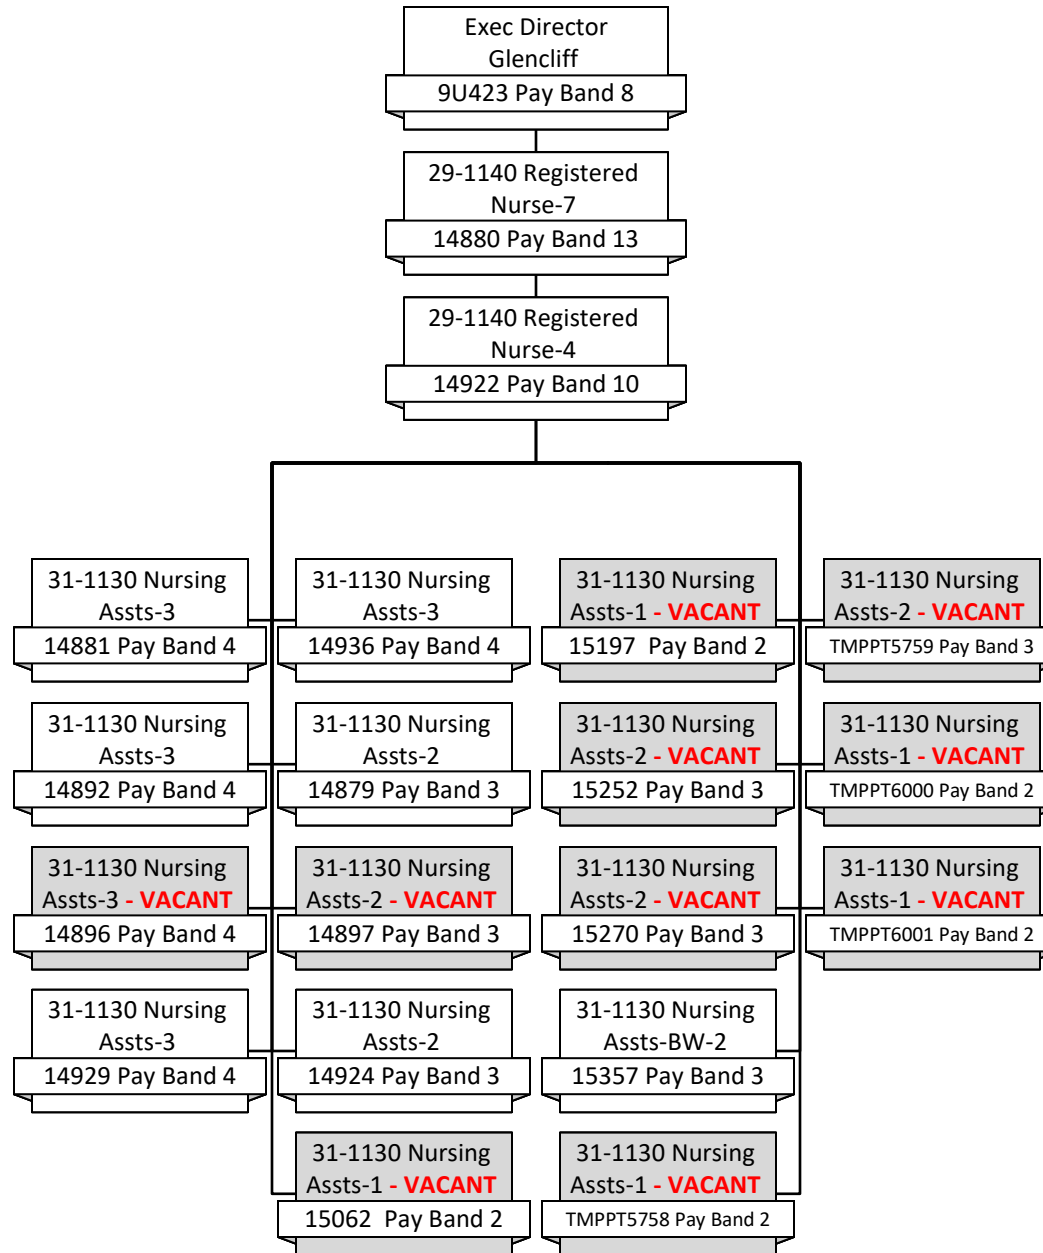 Exec Director
Glencliff
9U423 Pay Band 8
29-1140 Registered
Nurse-7
14880 Pay Band 13
29-1140 Registered
Nurse-4
14922 Pay Band 10
31-1130 Nursing
Assts-3
14881 Pay Band 4
31-1130 Nursing
Assts-3
14936 Pay Band 4
31-1130 Nursing
Assts-1 - VACANT
15197  Pay Band 2
31-1130 Nursing
Assts-2 - VACANT
TMPPT5759 Pay Band 3
31-1130 Nursing
Assts-3
14892 Pay Band 4
31-1130 Nursing
Assts-2
14879 Pay Band 3
31-1130 Nursing
Assts-2 - VACANT
15252 Pay Band 3
31-1130 Nursing
Assts-1 - VACANT
TMPPT6000 Pay Band 2
31-1130 Nursing
Assts-3 - VACANT
14896 Pay Band 4
31-1130 Nursing
Assts-2 - VACANT
14897 Pay Band 3
31-1130 Nursing
Assts-2 - VACANT
15270 Pay Band 3
31-1130 Nursing
Assts-1 - VACANT
TMPPT6001 Pay Band 2
31-1130 Nursing
Assts-3
14929 Pay Band 4
31-1130 Nursing
Assts-2
14924 Pay Band 3
31-1130 Nursing
Assts-BW-2
15357 Pay Band 3
31-1130 Nursing
Assts-1 - VACANT
15062  Pay Band 2
31-1130 Nursing
Assts-1 - VACANT
TMPPT5758 Pay Band 2